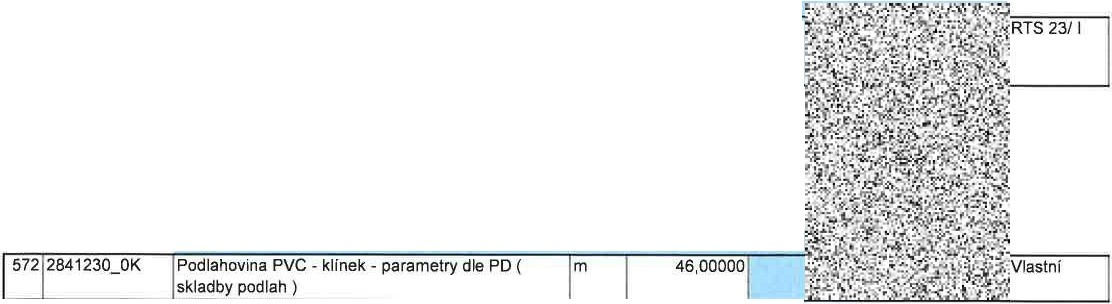 RTS 23/ I
572 2841230_0K Podlahovina PVC - klínek - parametry dle PD ( m 46,00000 Vlastní
skladby podlah )